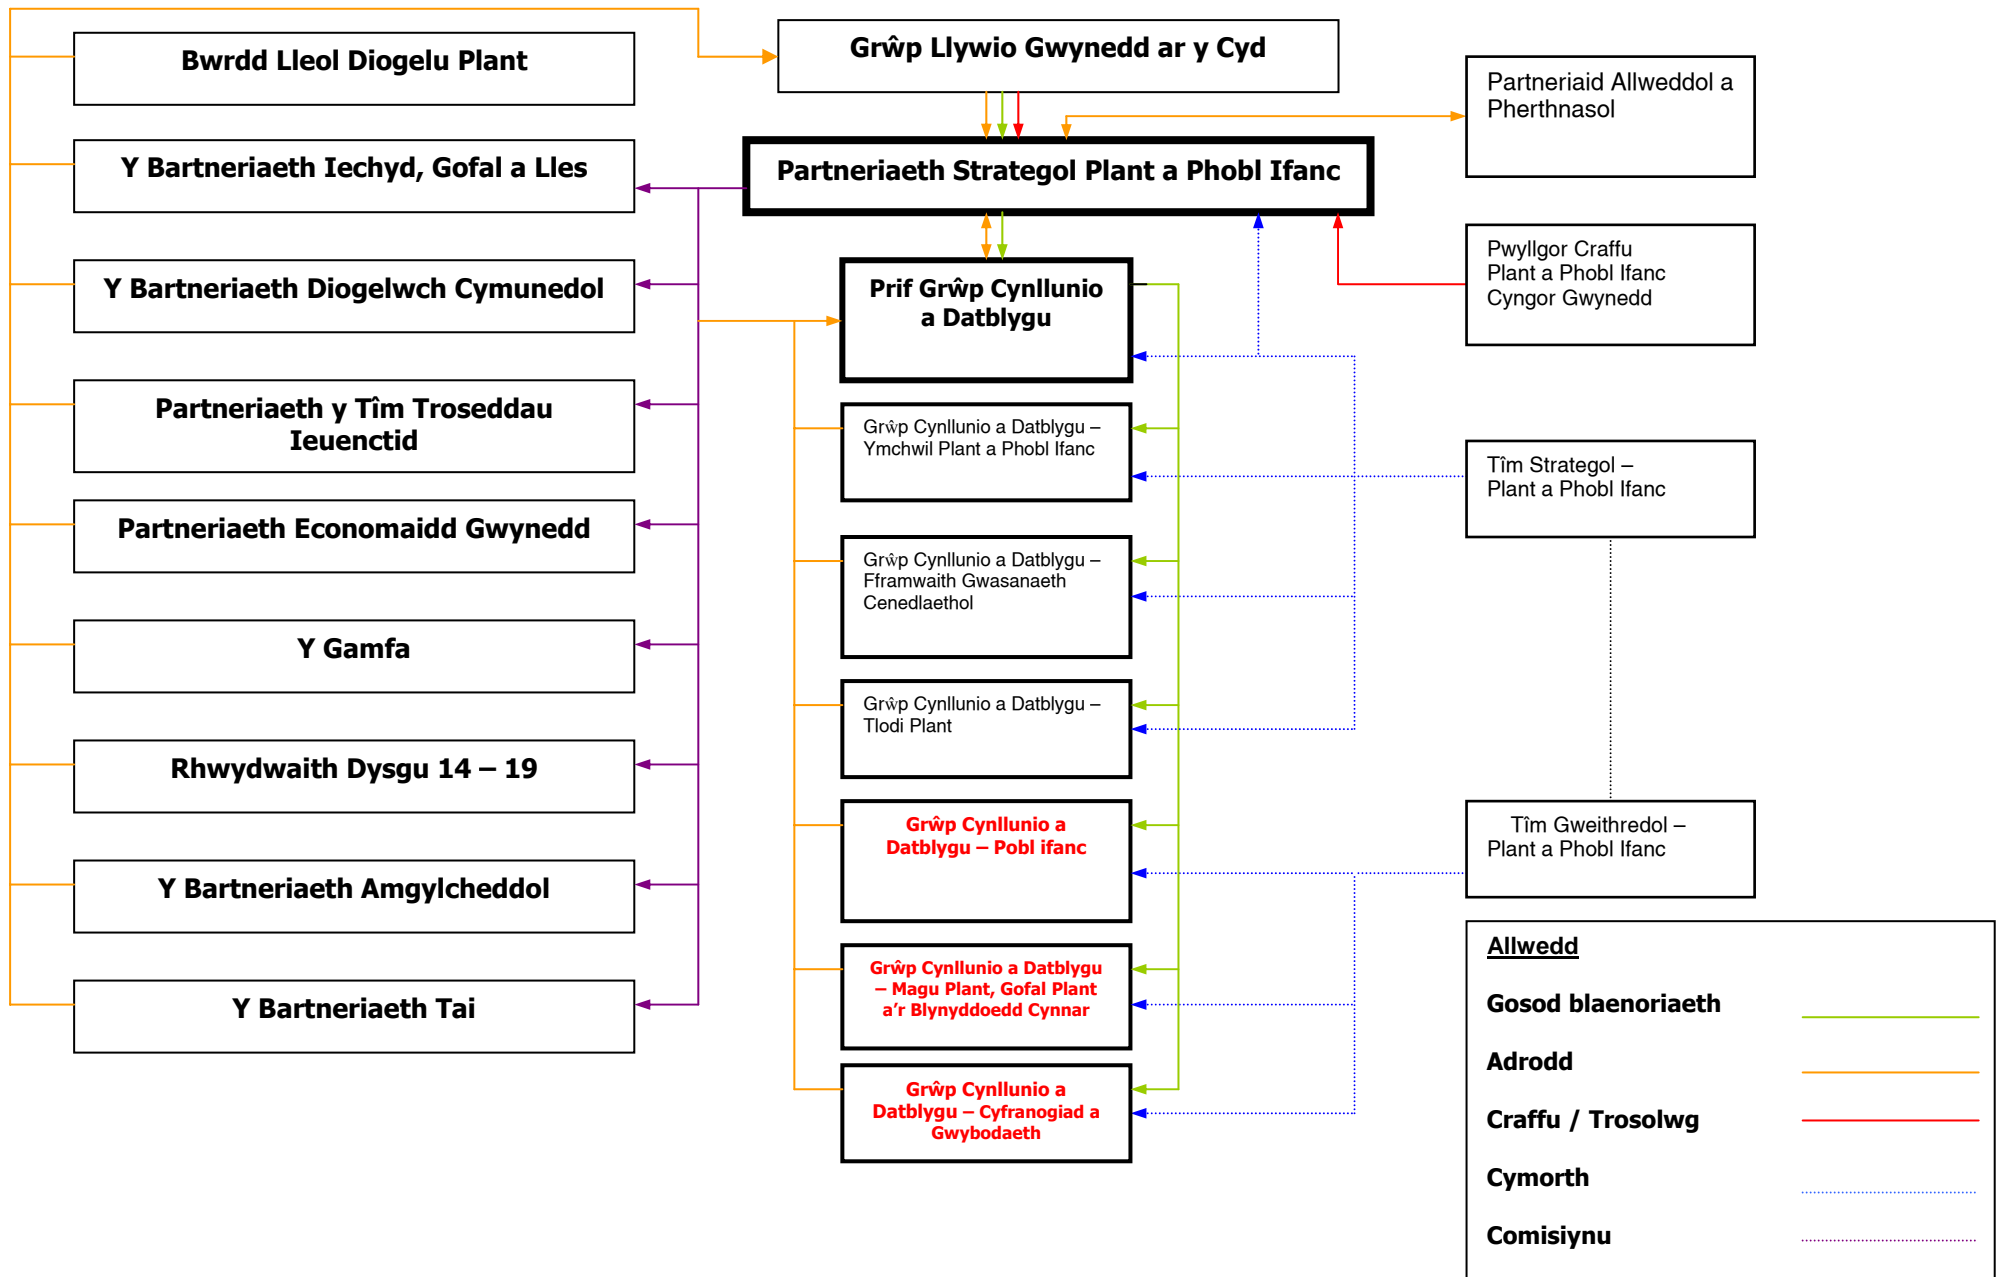 Grŵp Llywio Gwynedd ar y Cyd
Bwrdd Lleol Diogelu Plant
Y Bartneriaeth Iechyd, Gofal a Lles
Y Bartneriaeth Diogelwch Cymunedol
Partneriaeth y Tîm Troseddau
Ieuenctid
Partneriaeth Economaidd Gwynedd
Y Gamfa
Rhwydwaith Dysgu 14 – 19
Y Bartneriaeth Amgylcheddol
Y Bartneriaeth Tai
Partneriaeth Strategol Plant a Phobl Ifanc
Prif Grŵp Cynllunio
a Datblygu
Grŵp Cynllunio a Datblygu –
Ymchwil Plant a Phobl Ifanc
Grŵp Cynllunio a Datblygu –
Fframwaith Gwasanaeth
Cenedlaethol
Grŵp Cynllunio a Datblygu –
Tlodi Plant
Grŵp Cynllunio a
Datblygu – Pobl ifanc
Grŵp Cynllunio a Datblygu
– Magu Plant, Gofal Plant
a’r Blynyddoedd Cynnar
Grŵp Cynllunio a
Datblygu – Cyfranogiad a
Gwybodaeth
Partneriaid Allweddol a
Pherthnasol
Pwyllgor Craffu
Plant a Phobl Ifanc
Cyngor Gwynedd
Tîm Strategol –
Plant a Phobl Ifanc
Tîm Gweithredol –
Plant a Phobl Ifanc
Allwedd
Gosod blaenoriaeth
Adrodd
Craffu / Trosolwg
Cymorth
Comisiynu